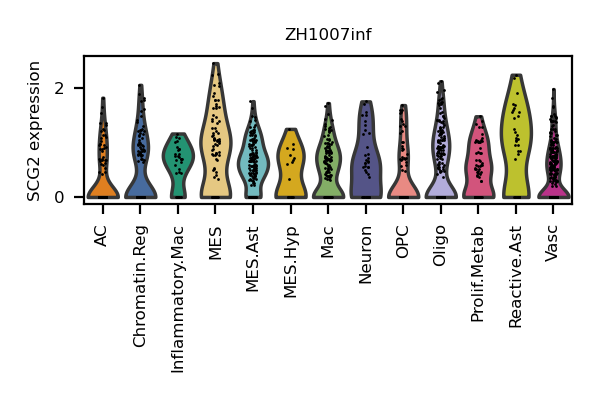 ZH1007inf
SCG2 expression
2
0
AC
Chromatin.Reg
Inflammatory.Mac
MES
MES.Ast
MES.Hyp
Mac
Neuron
OPC
Oligo
Prolif.Metab
Reactive.Ast
Vasc